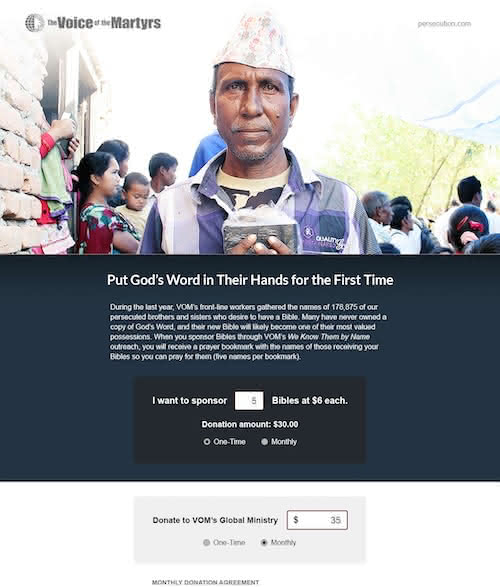 The Voice of the Martyrs
persecution.com
QUALITY
Put God's Word in Their Hands for the First Time
During the last year, VOM's front-line workers gathered the names of 178,875 of our
persecuted brothers and sisters who desire to have a Bible. Many have never owned a
copy of God's Word, and their new Bible will likely become one of their most valued
possessions. When you sponsor Bibles through VOM's We Know Them by Name
outreach, you will receive a prayer bookmark with the names of those receiving your
Bibles so you can pray for them (five names per bookmark).
I want to sponsor 5 Bibles at $6 each.
Donation amount: $30.00
One-Time Monthly
Donate to VOM's Global Ministry $ 35
One-Time Monthly
MONTHLY DONATION AGREEMENT